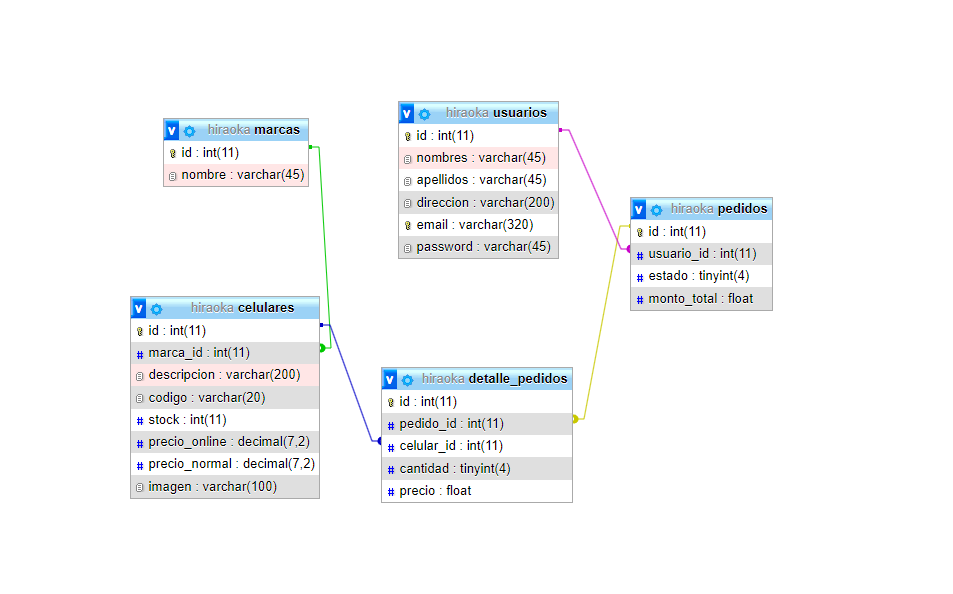 hiraoka marcas
id : int(11)
nombre : varchar(45)
hiraoka usuarios
id : int(11)
nombres : varchar(45)
apellidos : varchar(45)
direccion : varchar(200)
email : varchar(320)
password : varchar(45)
hiraoka pedidos
id : int(11)
# usuario_id : int(11)
# estado : tinyint(4)
# monto_total : float
hiraoka celulares
id : int(11)
# marca_id : int(11)
descripcion : varchar(200)
codigo : varchar(20)
# stock : int(11)
# precio_online : decimal(7,2)
# precio_normal : decimal(7,2)
imagen : varchar(100)
hiraoka detalle_pedidos
id : int(11)
# pedido_id : int(11)
# celular_id : int(11)
# cantidad : tinyint(4)
# precio : float